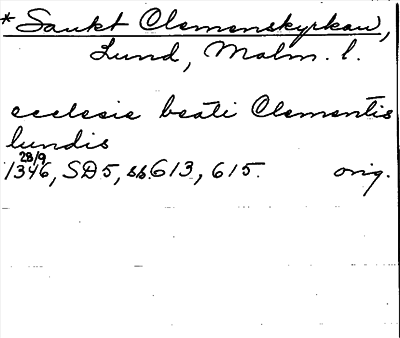 * Sankt Clemenskyrkan,
Lund, Malm. l.
ecclesie beati Clementis
lundis
28/9
1346, SD5, ss. 613, 615. orig.